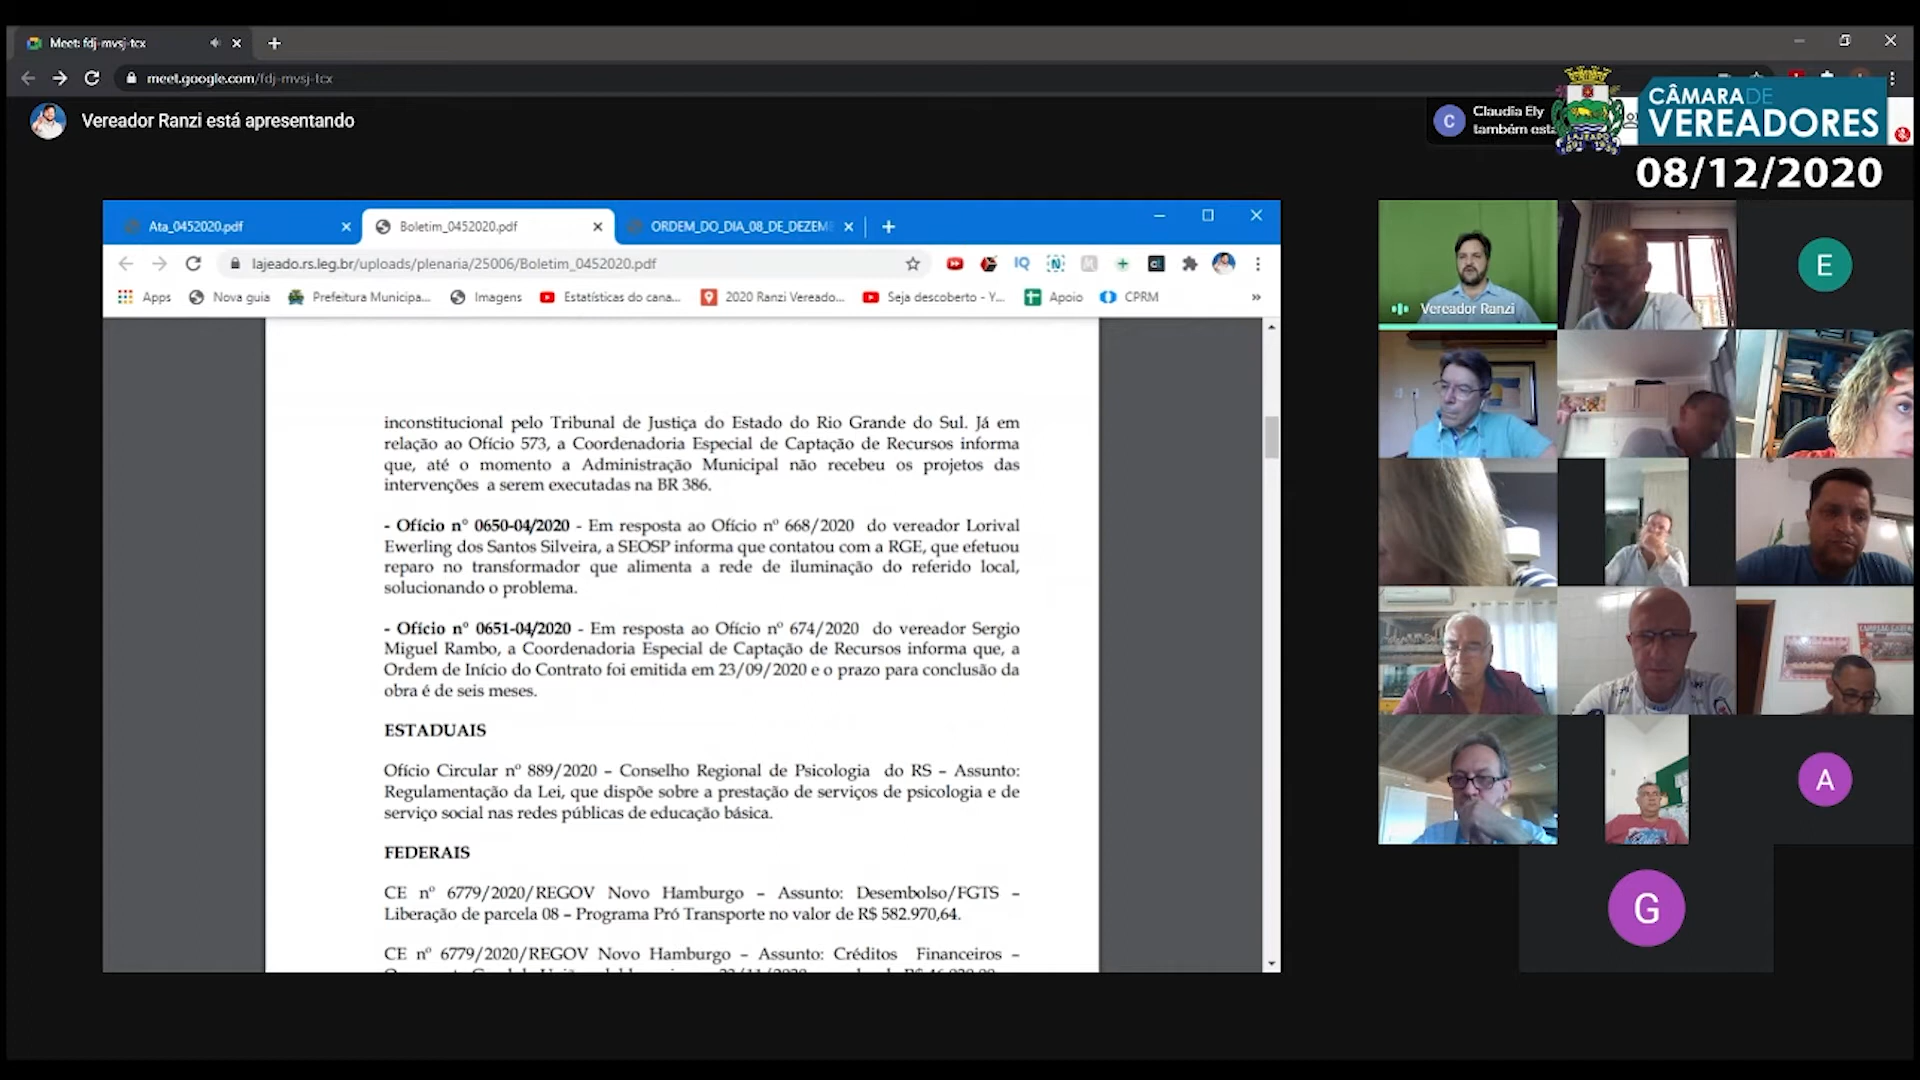 Meet: fdj-mvsj-tcx
meet.google.com/fdj-mvsj-tcx
Vereador Ranzi está apresentando
C
Claudia Ely
também está
LAJEADO
CÂMARA DE
VEREADORES
08/12/2020
Ata_0452020.pdf
Boletim_0452020.pdf
ORDEM_DO_DIA_08_DE_DEZEM
lajeado.rs.leg.br/uploads/plenaria/25006/Boletim_0452020.pdf
IQ
Apps
Nova guia
Prefeitura Municipa...
Imagens
Estatísticas do cana...
2020 Ranzi Vereado...
Seja descoberto - Y...
Apoio
CPRM
»
inconstitucional pelo Tribunal de Justiça do Estado do Rio Grande do Sul. Já em
relação ao Ofício 573, a Coordenadoria Especial de Captação de Recursos informa
que, até o momento a Administração Municipal não recebeu os projetos das
intervenções a serem executadas na BR 386.
- Ofício nº 0650-04/2020 - Em resposta ao Ofício nº 668/2020 do vereador Lorival
Ewerling dos Santos Silveira, a SEOSP informa que contatou com a RGE, que efetuou
reparo no transformador que alimenta a rede de iluminação do referido local,
solucionando o problema.
- Ofício nº 0651-04/2020 - Em resposta ao Ofício nº 674/2020 do vereador Sergio
Miguel Rambo, a Coordenadoria Especial de Captação de Recursos informa que, a
Ordem de Início do Contrato foi emitida em 23/09/2020 e o prazo para conclusão da
obra é de seis meses.
ESTADUAIS
Ofício Circular nº 889/2020 – Conselho Regional de Psicologia do RS – Assunto:
Regulamentação da Lei, que dispõe sobre a prestação de serviços de psicologia e de
serviço social nas redes públicas de educação básica.
FEDERAIS
CE nº 6779/2020/REGOV Novo Hamburgo – Assunto: Desembolso/FGTS –
Liberação de parcela 08 – Programa Pró Transporte no valor de R$ 582.970,64.
CE nº 6779/2020/REGOV Novo Hamburgo – Assunto: Créditos Financeiros –
Vereador Ranzi
E
A
G